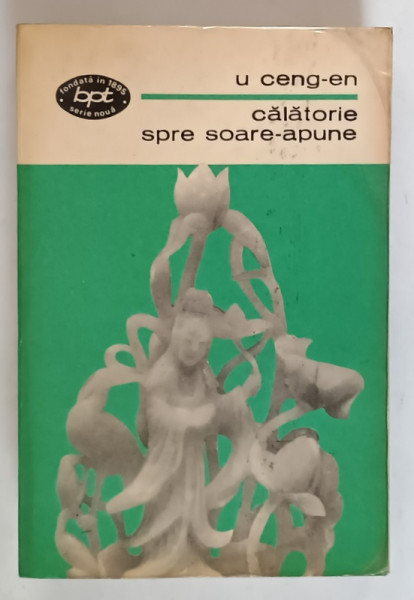 fondată în 1895
bpt
serie nouă
u ceng-en
călătorie
spre soare-apune